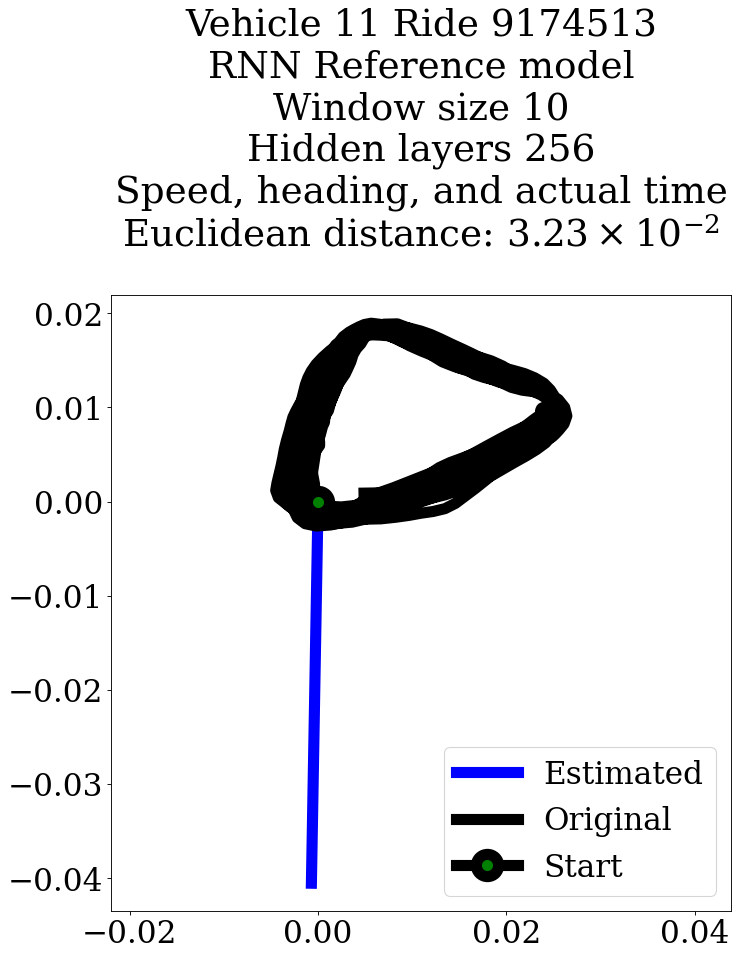 Vehicle 11 Ride 9174513
RNN Reference model
Window size 10
Hidden layers 256
Speed, heading, and actual time
Euclidean distance: 3.23 × 10⁻²
0.02
0.01
0.00
−0.01
−0.02
−0.03
−0.04
Estimated
Original
Start
−0.02 0.00 0.02 0.04